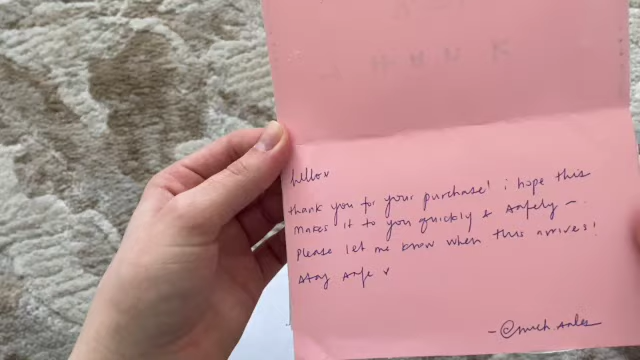 hello
thank you for your purchase! i hope this
makes it to you quickly & safely –
please let me know when this arrives!
stay safe